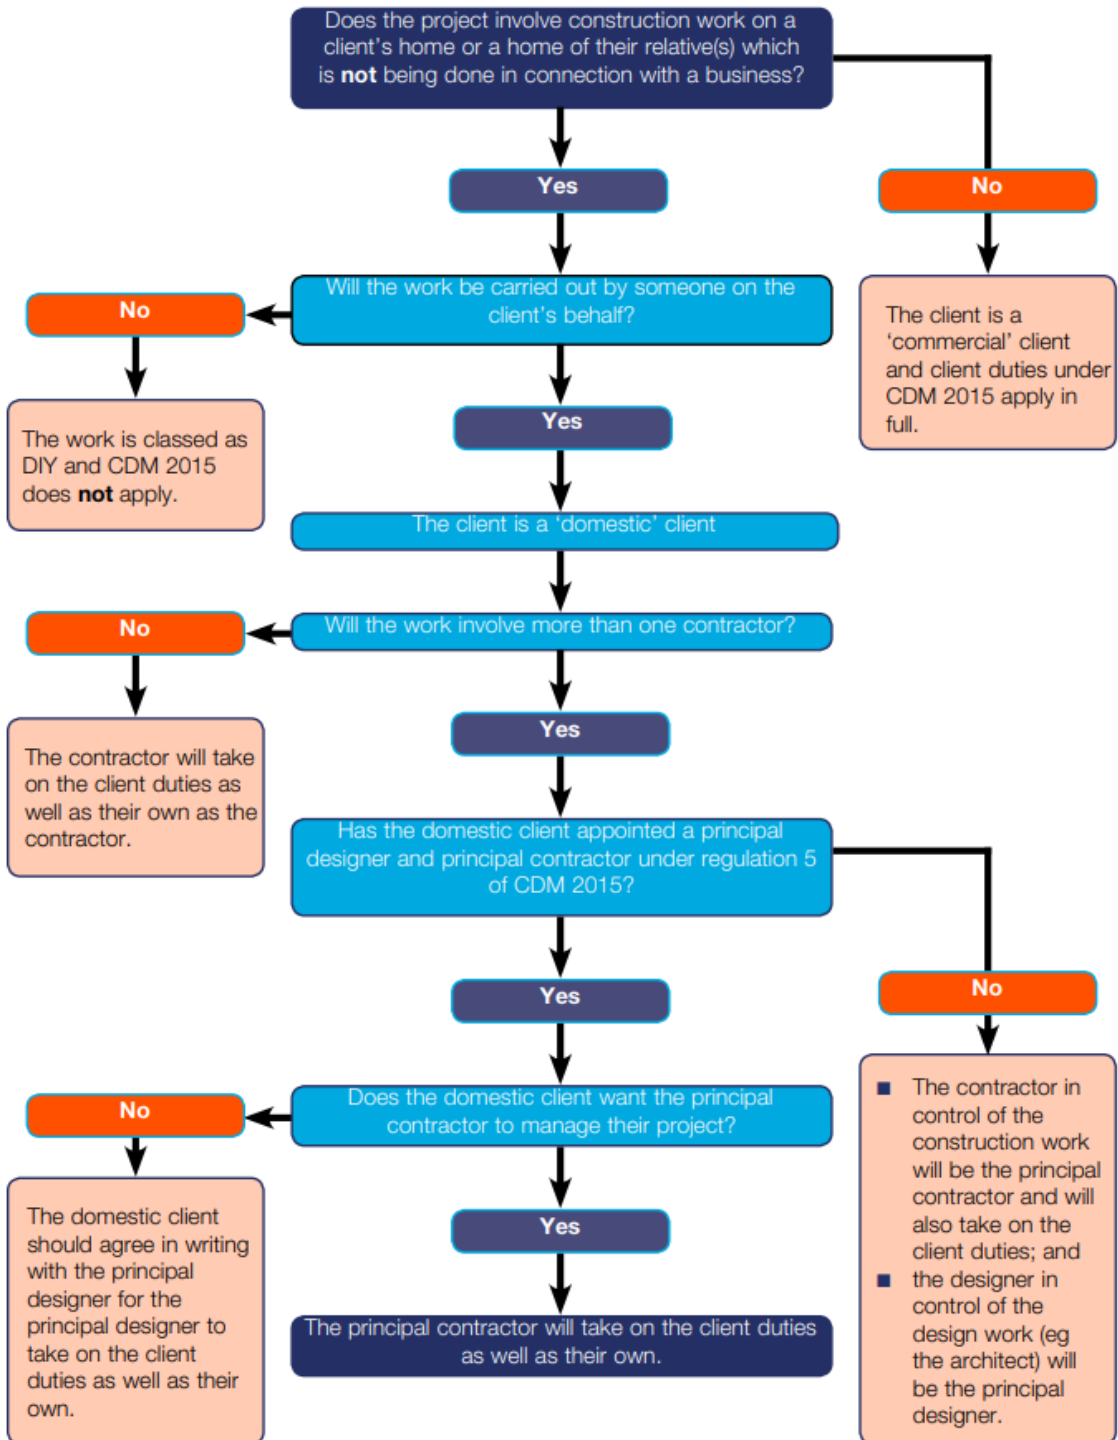 Does the project involve construction work on a
client's home or a home of their relative(s) which
is not being done in connection with a business?
Yes
No
Will the work be carried out by someone on the
client's behalf?
No
The client is a
'commercial' client
and client duties under
CDM 2015 apply in
full.
Yes
The work is classed as
DIY and CDM 2015
does not apply.
The client is a 'domestic' client
Will the work involve more than one contractor?
No
Yes
The contractor will take
on the client duties as
well as their own as the
contractor.
Has the domestic client appointed a principal
designer and principal contractor under regulation 5
of CDM 2015?
Yes
No
Does the domestic client want the principal
contractor to manage their project?
No
■ The contractor in
control of the
construction work
will be the principal
contractor and will
also take on the
client duties; and
■ the designer in
control of the
design work (eg
the architect) will
be the principal
designer.
The domestic client
should agree in writing
with the principal
designer for the
principal designer to
take on the client
duties as well as their
own.
Yes
The principal contractor will take on the client duties
as well as their own.